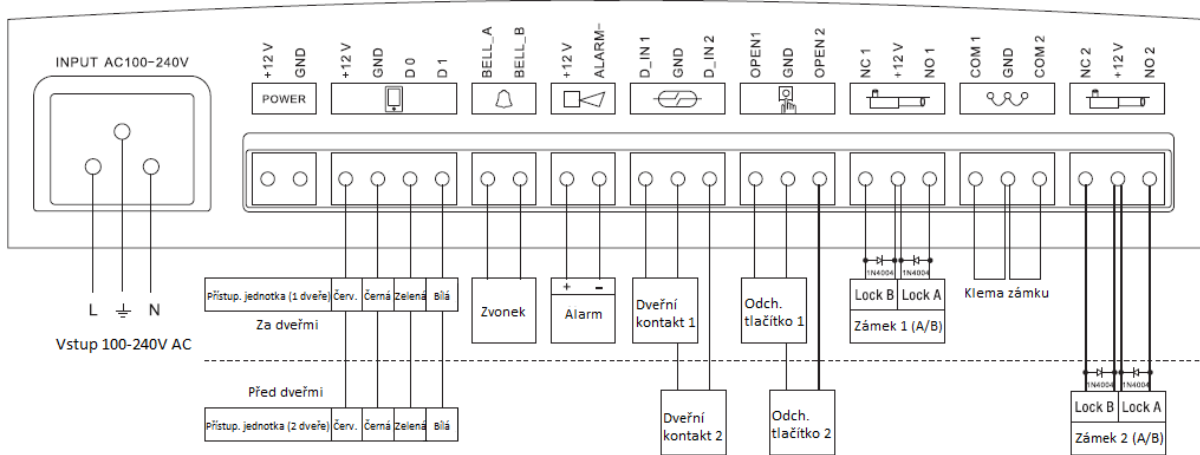 INPUT AC100-240V
+12 V GND
+12 V GND D 0 D 1
BELL_A BELL_B
+12 V ALARM-
D_IN 1 GND D_IN 2
OPEN1 GND OPEN 2
NC 1 +12 V NO 1
COM 1 GND COM 2
NC 2 +12 V NO 2
POWER
L N
Vstup 100-240V AC
Přístup. jednotka (1 dveře) Červ. Černá Zelená Bílá
Za dveřmi
Zvonek
+ -
Alarm
Dveřní
kontakt 1
Odch.
tlačítko 1
1N4004 1N4004
Lock B Lock A
Zámek 1 (A/B)
Klema zámku
Před dveřmi
Přístup. jednotka (2 dveře) Červ. Černá Zelená Bílá
Dveřní
kontakt 2
Odch.
tlačítko 2
1N4004 1N4004
Lock B Lock A
Zámek 2 (A/B)